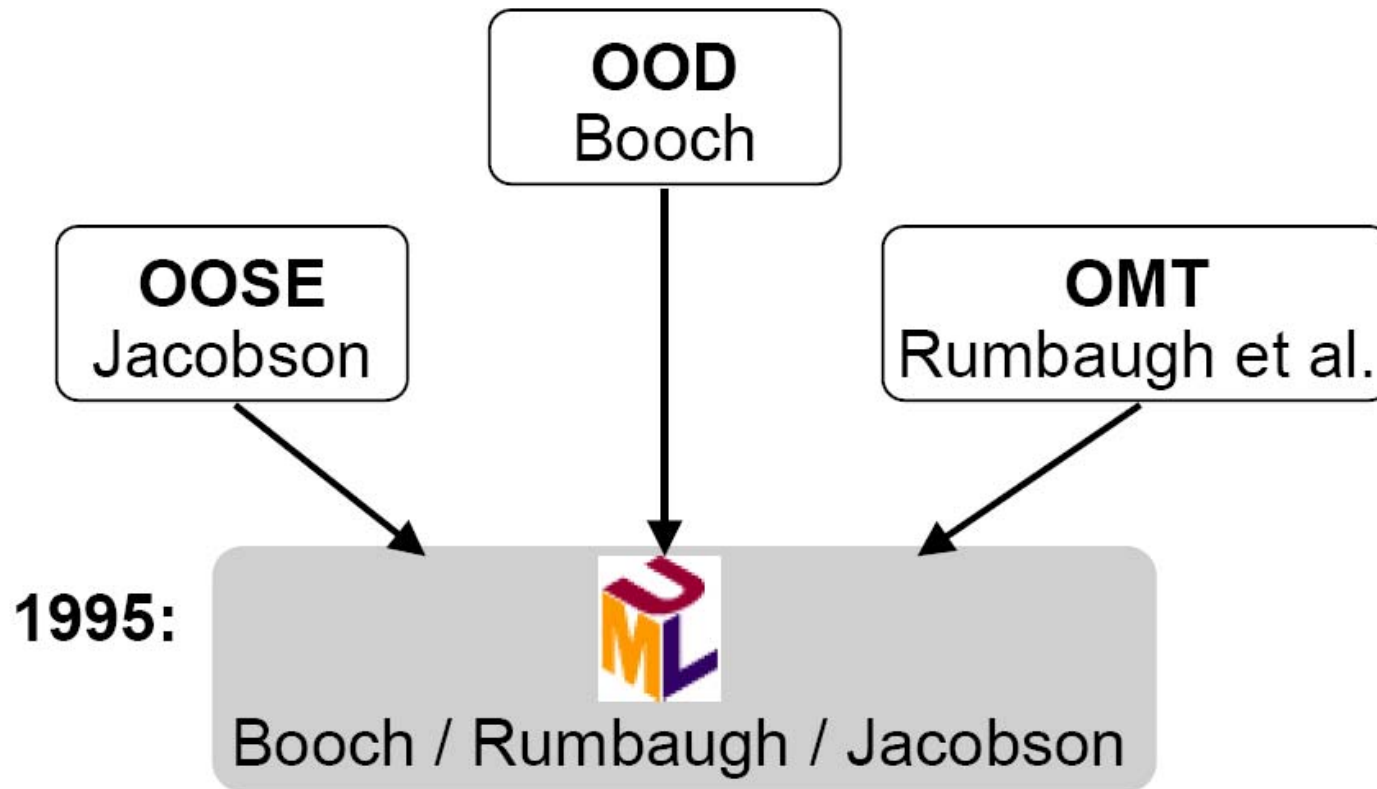 OOD
Booch
OOSE
Jacobson
OMT
Rumbaugh et al.
1995:
UML
Booch / Rumbaugh / Jacobson